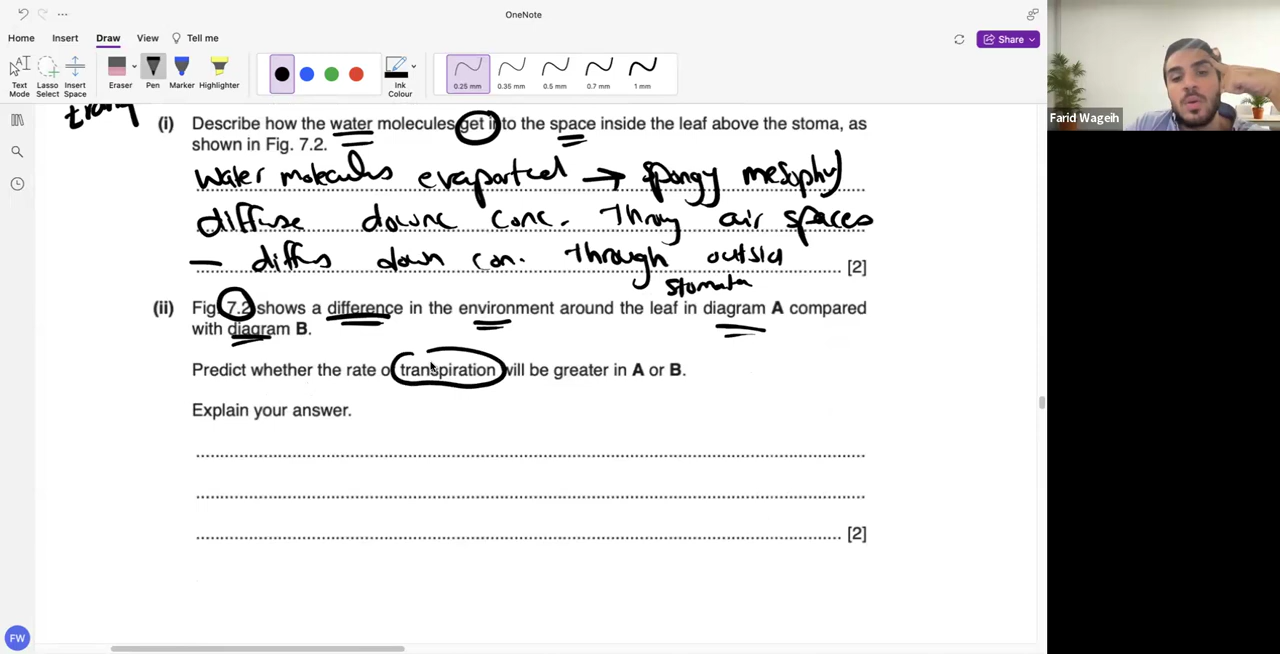 OneNote
Home Insert Draw View Tell me
Share
Text Mode
Lasso Select
Insert Space
Eraser
Pen
Marker
Highlighter
Ink Colour
0.25 mm 0.35 mm 0.5 mm 0.7 mm 1 mm
Farid Wageih
(i) Describe how the water molecules get into the space inside the leaf above the stoma, as
shown in Fig. 7.2.
water molecules evaported → spongy mesophyl
diffuse down conc. throug air spaces
— diffus down con. through outsid
stomata
[2]
(ii) Fig 7.2 shows a difference in the environment around the leaf in diagram A compared
with diagram B.
Predict whether the rate of transpiration will be greater in A or B.
Explain your answer.
[2]
FW